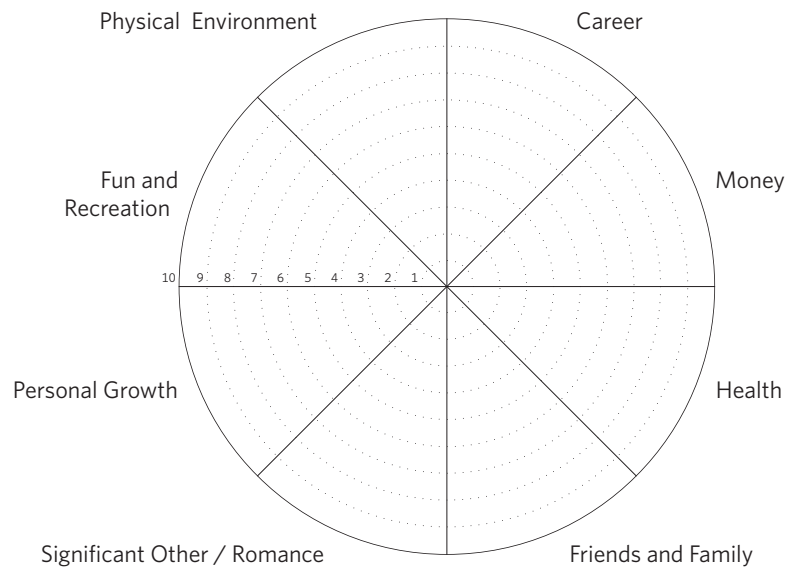 Physical Environment
Career
Fun and
Recreation
Money
10 9 8 7 6 5 4 3 2 1
Personal Growth
Health
Significant Other / Romance
Friends and Family